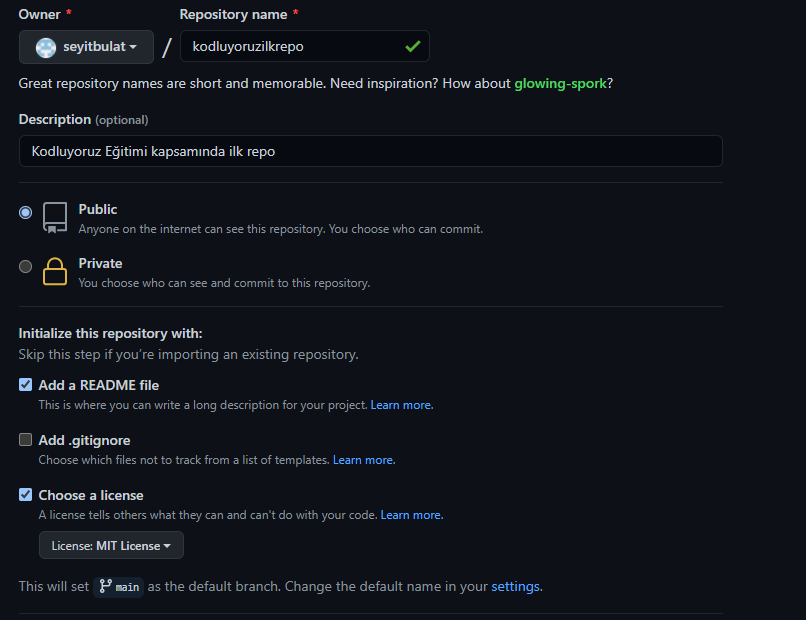 Owner * Repository name *
seyitbulat / kodluyoruzilkrepo
Great repository names are short and memorable. Need inspiration? How about glowing-spork?
Description (optional)
Kodluyoruz Eğitimi kapsamında ilk repo
Public
Anyone on the internet can see this repository. You choose who can commit.
Private
You choose who can see and commit to this repository.
Initialize this repository with:
Skip this step if you're importing an existing repository.
Add a README file
This is where you can write a long description for your project. Learn more.
Add .gitignore
Choose which files not to track from a list of templates. Learn more.
Choose a license
A license tells others what they can and can't do with your code. Learn more.
License: MIT License
This will set main as the default branch. Change the default name in your settings.